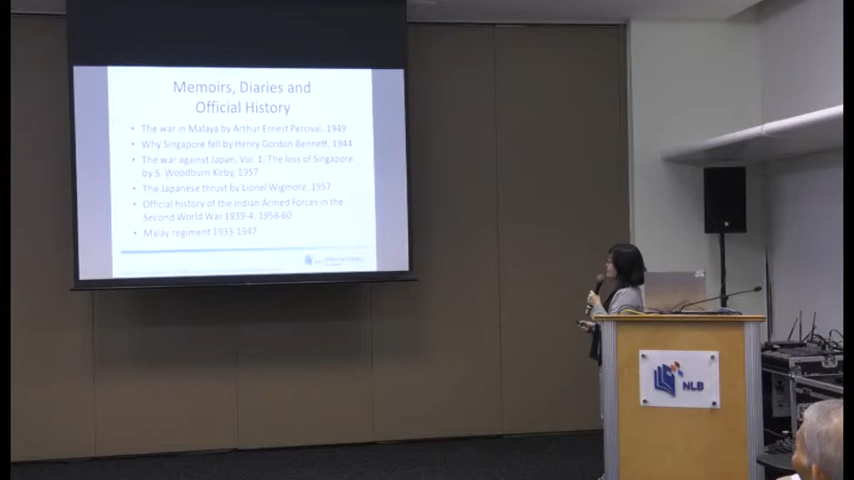 Memoirs, Diaries and
Official History
• The war in Malaya by Arthur Ernest Percival, 1949
• Why Singapore fell by Henry Gordon Bennett, 1944
• The war against Japan, Vol. 1: The loss of Singapore
by S. Woodburn Kirby, 1957
• The Japanese thrust by Lionel Wigmore, 1957
• Official history of the Indian Armed Forces in the
Second World War 1939-4, 1958-60
• Malay regiment 1933-1947
National Library
NLB